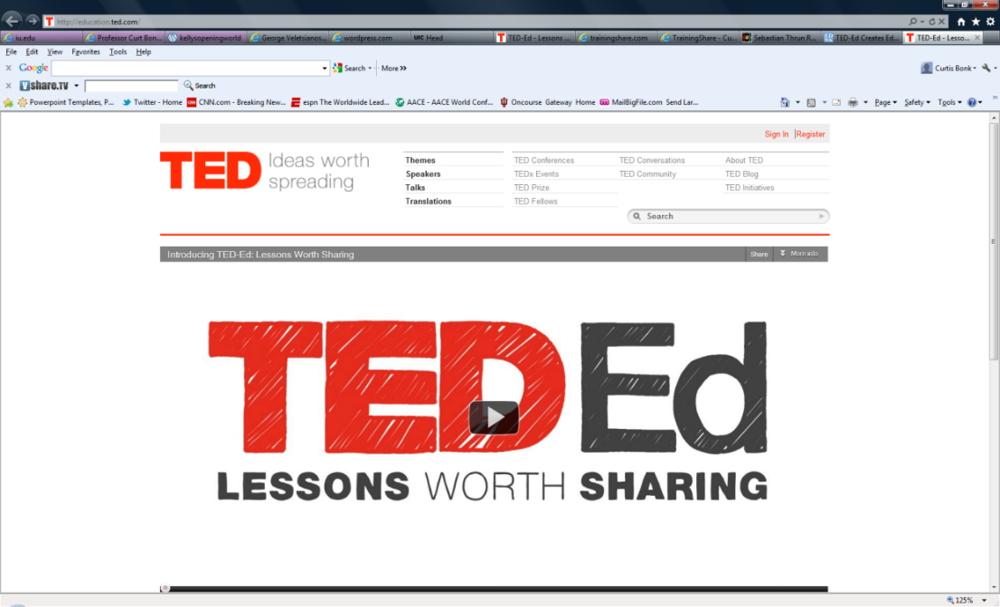 http://education.ted.com/
iu.edu
Professor Curt Bon...
kellysopeningworld
George Veletsianos...
wordpress.com
UIC Head
TED-Ed - Lessons ...
trainingshare.com
TrainingShare - Cu...
Sebastian Thrun R...
TED-Ed Creates Ed...
TED-Ed - Lesso...
File Edit View Favorites Tools Help
x Google Search More »
Curtis Bonk
x Vshare.TV Search
Powerpoint Templates, P...
Twitter - Home
CNN.com - Breaking New...
espn The Worldwide Lead...
AACE - AACE World Conf...
Oncourse Gateway Home
MailBigFile.com Send Lar...
Page Safety Tools
Sign In |Register
TED Ideas worth
spreading
Themes
Speakers
Talks
Translations
TED Conferences
TEDx Events
TED Prize
TED Fellows
TED Conversations
TED Community
About TED
TED Blog
TED Initiatives
Search
Introducing TED-Ed: Lessons Worth Sharing
Share
More info
TED Ed
LESSONS WORTH SHARING
125%